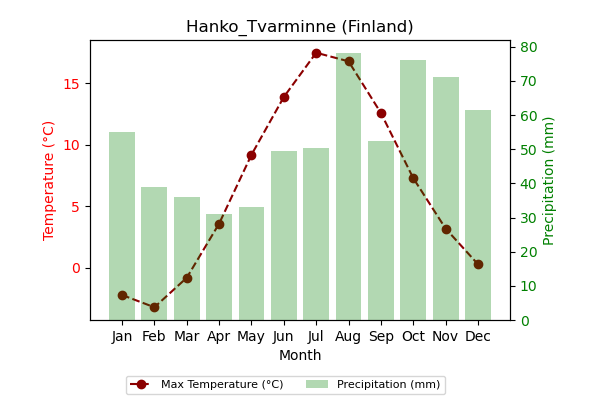 Hanko_Tvarminne (Finland)
Temperature (°C)
15
10
5
0
80
70
60
50
40
30
20
10
0
Precipitation (mm)
Jan Feb Mar Apr May Jun Jul Aug Sep Oct Nov Dec
Month
Max Temperature (°C) Precipitation (mm)